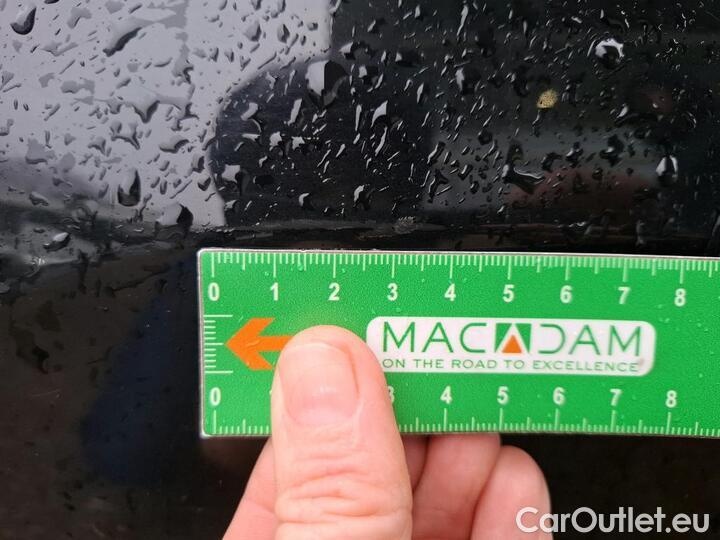 0 1 2 3 4 5 6 7 8
MACADAM
ON THE ROAD TO EXCELLENCE
0 3 4 5 6 7 8
CarOutlet.eu